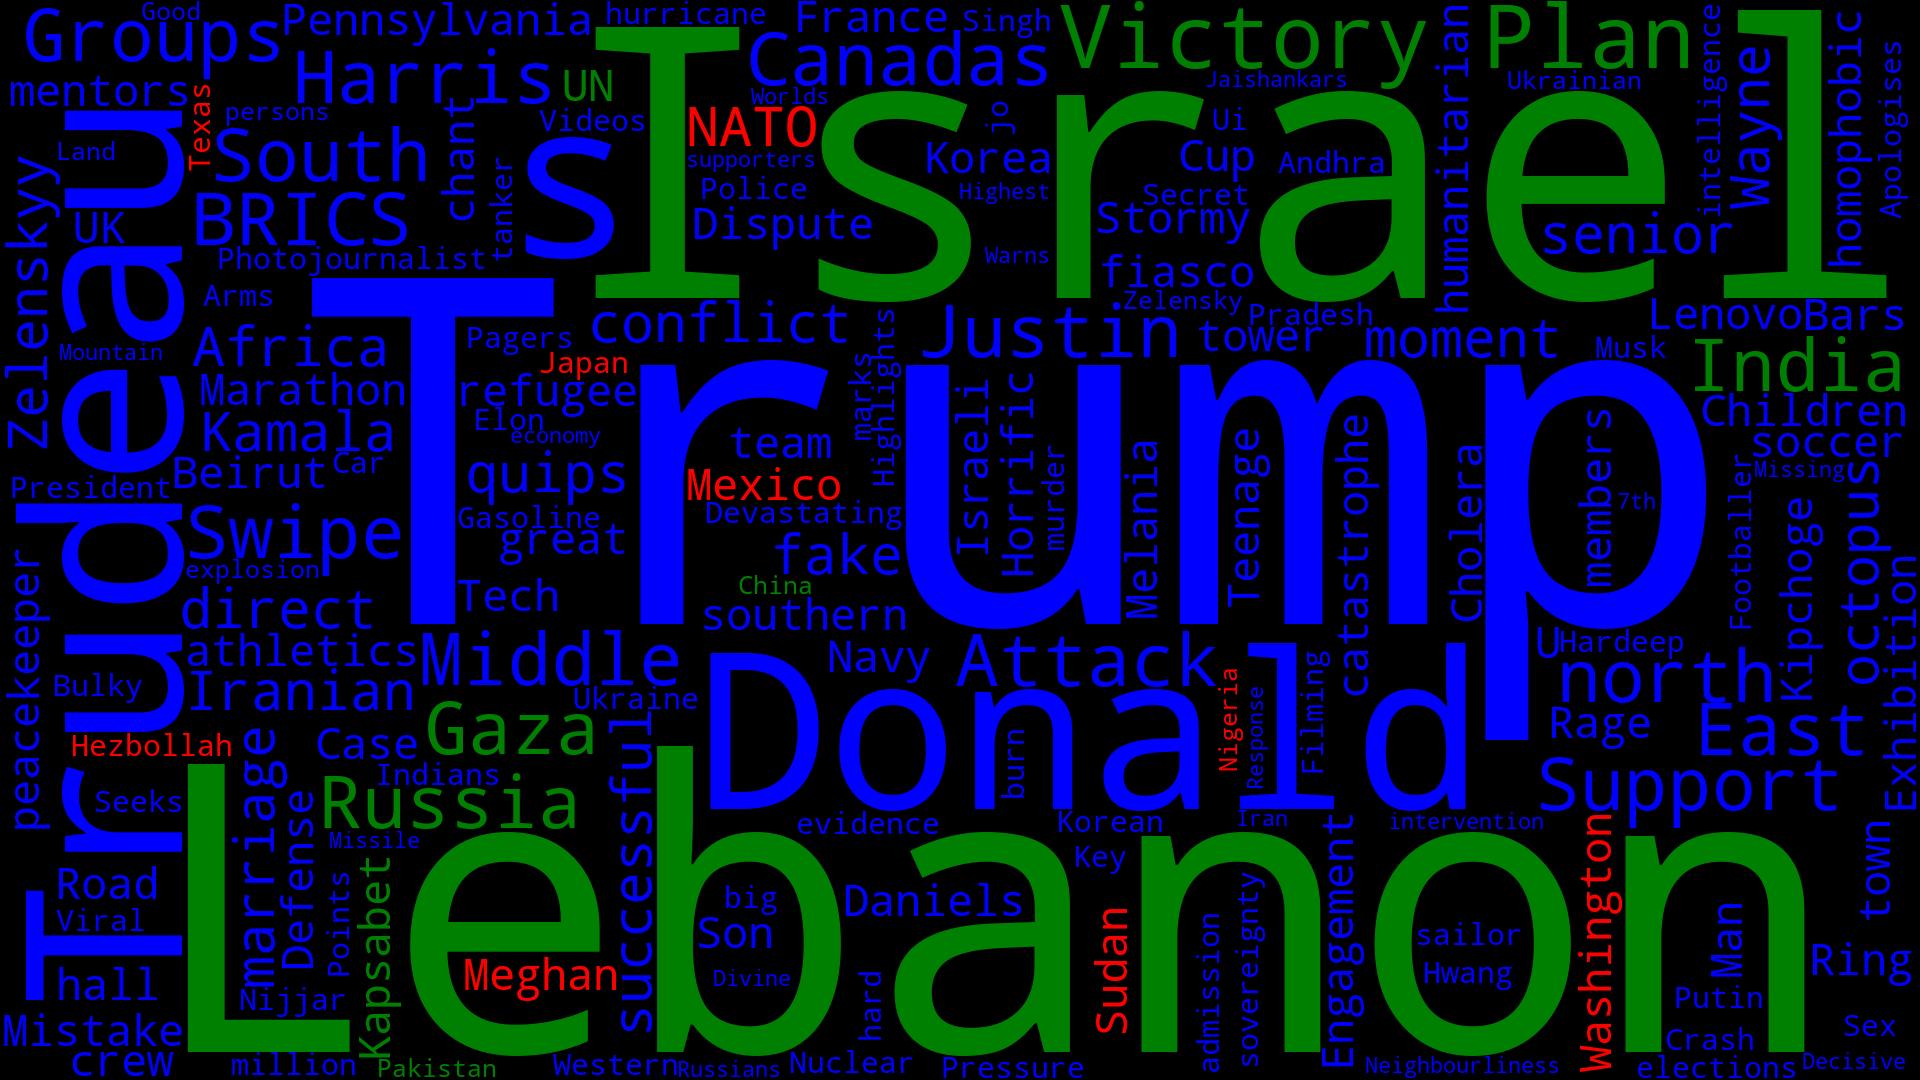 Good
Groups
Pennsylvania
hurricane
France
Singh
Victory Plan
mentors
Harris
UN
Canadas
Israel
Jaishankars
Ukrainian
humanitarian
intelligence
Wayne
homophobic
Apologises
Texas
persons
chant
Videos
Worlds
NATO
jo
Ui
Land
South
tanker
s
supporters
Korea
Cup
Andhra
Police
Highest
Secret
Zelenskyy
Trudeau
UK
BRICS
Dispute
Stormy
senior
Photojournalist
Warns
fiasco
Arms
Trump
conflict
Zelensky
Pradesh
LenovoBars
Mountain
Africa
Pagers
Japan
Highlights
marks
Justin
tower
moment
Musk
India
Marathon
refugee
Israeli
Horrific
Children
Kamala
Elon
economy
team
murder
Melania
Teenage
catastrophe
Cholera
members
soccer
Beirut
Car
quips
Mexico
Missing
President
Swipe
Gasoline
great
Devastating
7th
Footballer
Kipchoge
octopus
explosion
fake
China
peacekeeper
direct
Tech
southern
Exhibition
athletics
Middle
Navy
Attack
U
Hardeep
Bulky
Iranian
Ukraine
Donald
Nigeria
Response
Filming
north
Hezbollah
marriage
Case
Gaza
successful
burn
Rage
East
Seeks
Defense
Indians
Russia
Support
Missile
evidence
Korean
Iran
intervention
Lebanon
Key
town
Road
Points
Kapsabet
big
Daniels
Sudan
admission
sovereignty
Engagement
Washington
Viral
Son
sailor
Man
hall
Nijjar
Meghan
Divine
hard
Hwang
Ring
Putin
Mistake
Crash
Sex
crew
million
Pakistan
Western
Russians
Nuclear
Pressure
Neighbourliness
elections
Decisive